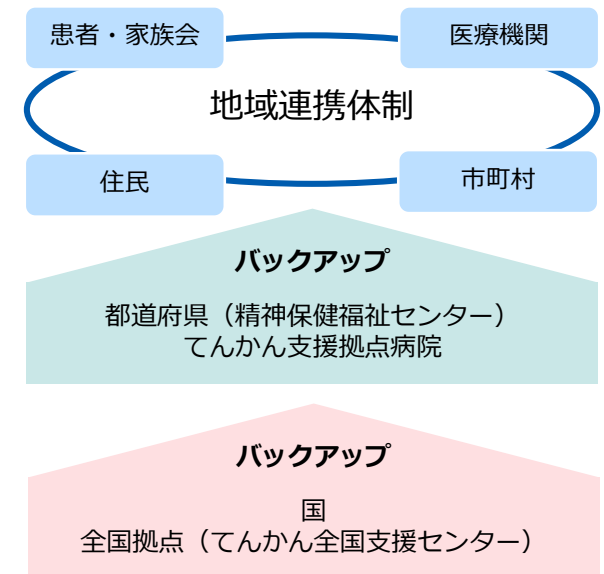 患者・家族会
医療機関
地域連携体制
住民
市町村
バックアップ
都道府県（精神保健福祉センター）
てんかん支援拠点病院
バックアップ
国
全国拠点（てんかん全国支援センター）